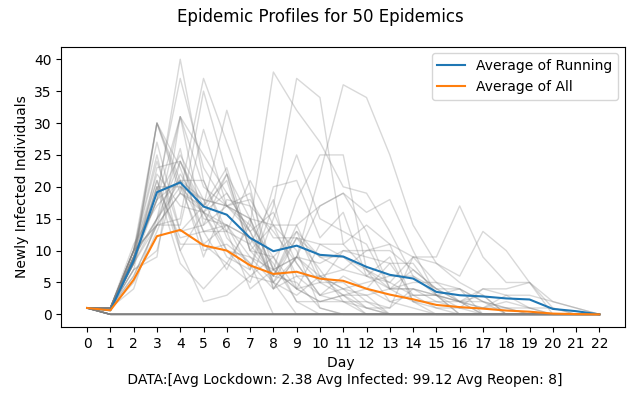 Epidemic Profiles for 50 Epidemics
40
35
30
25
20
15
10
5
0
Newly Infected Individuals
Average of Running
Average of All
0 1 2 3 4 5 6 7 8 9 10 11 12 13 14 15 16 17 18 19 20 21 22
Day
DATA:[Avg Lockdown: 2.38 Avg Infected: 99.12 Avg Reopen: 8]